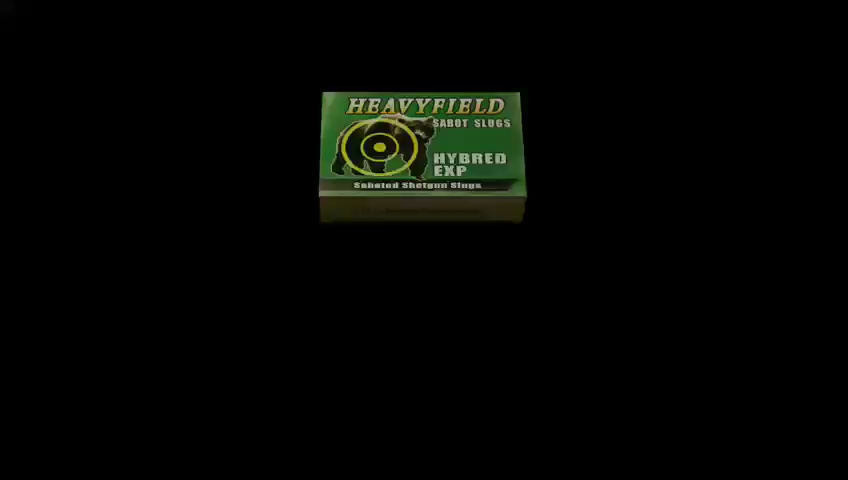 HEAVYFIELD
SABOT SLUGS
HYBRED
EXP
Saboted Shotgun Slugs